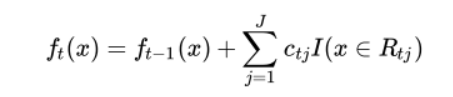 f_t(x) = f_{t-1}(x) + \sum_{j=1}^{J} c_{tj} I(x \in R_{tj})